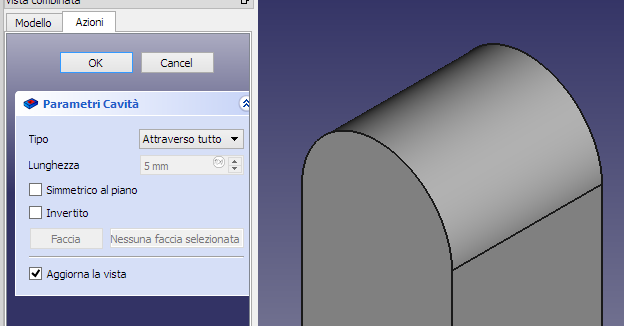 Vista combinata
Modello Azioni
OK Cancel
Parametri Cavità
Tipo Attraverso tutto
Lunghezza 5 mm
Simmetrico al piano
Invertito
Faccia Nessuna faccia selezionata
Aggiorna la vista